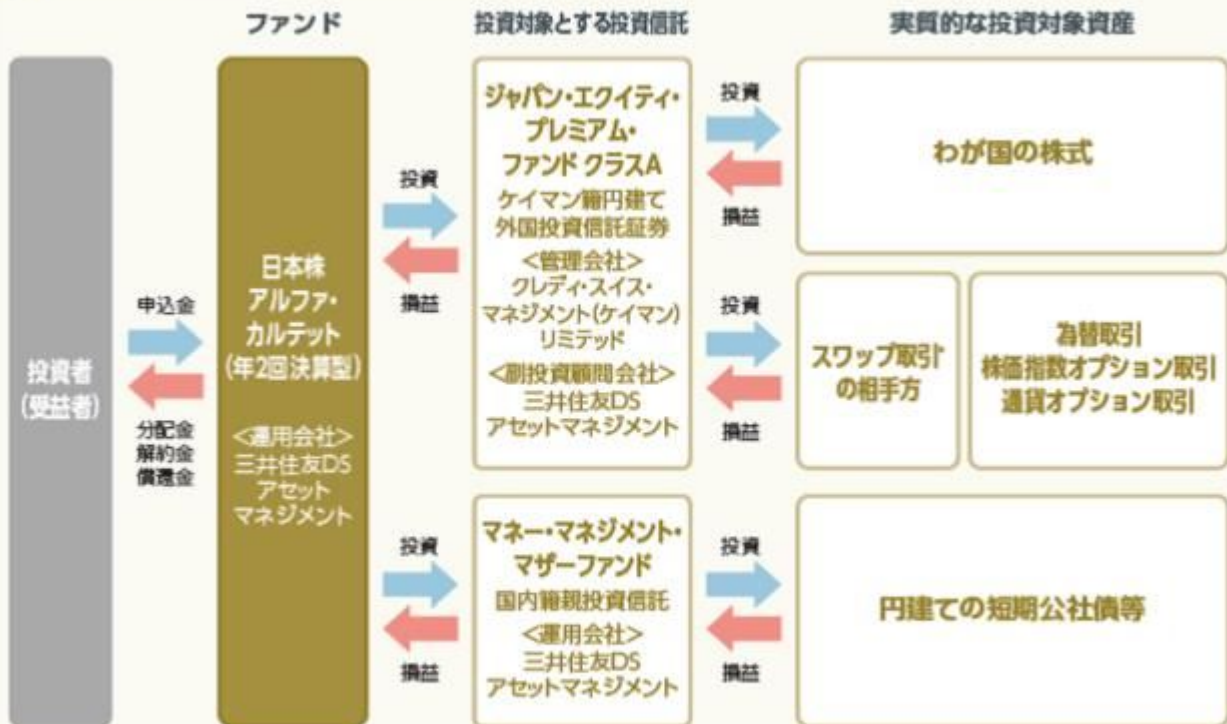 ファンド
投資対象とする投資信託
実質的な投資対象資産
投資者
(受益者)
申込金
分配金
解約金
償還金
日本株
アルファ・
カルテット
(年2回決算型)
<運用会社>
三井住友DS
アセット
マネジメント
投資
損益
ジャパン・エクイティ・
プレミアム・
ファンド クラスA
ケイマン籍円建て
外国投資信託証券
<管理会社>
クレディ・スイス・
マネジメント(ケイマン)
リミテッド
<副投資顧問会社>
三井住友DS
アセットマネジメント
投資
損益
わが国の株式
投資
損益
スワップ取引*
の相手方
為替取引
株価指数オプション取引
通貨オプション取引
投資
損益
マネー・マネジメント・
マザーファンド
国内籍親投資信託
<運用会社>
三井住友DS
アセットマネジメント
投資
損益
円建ての短期公社債等